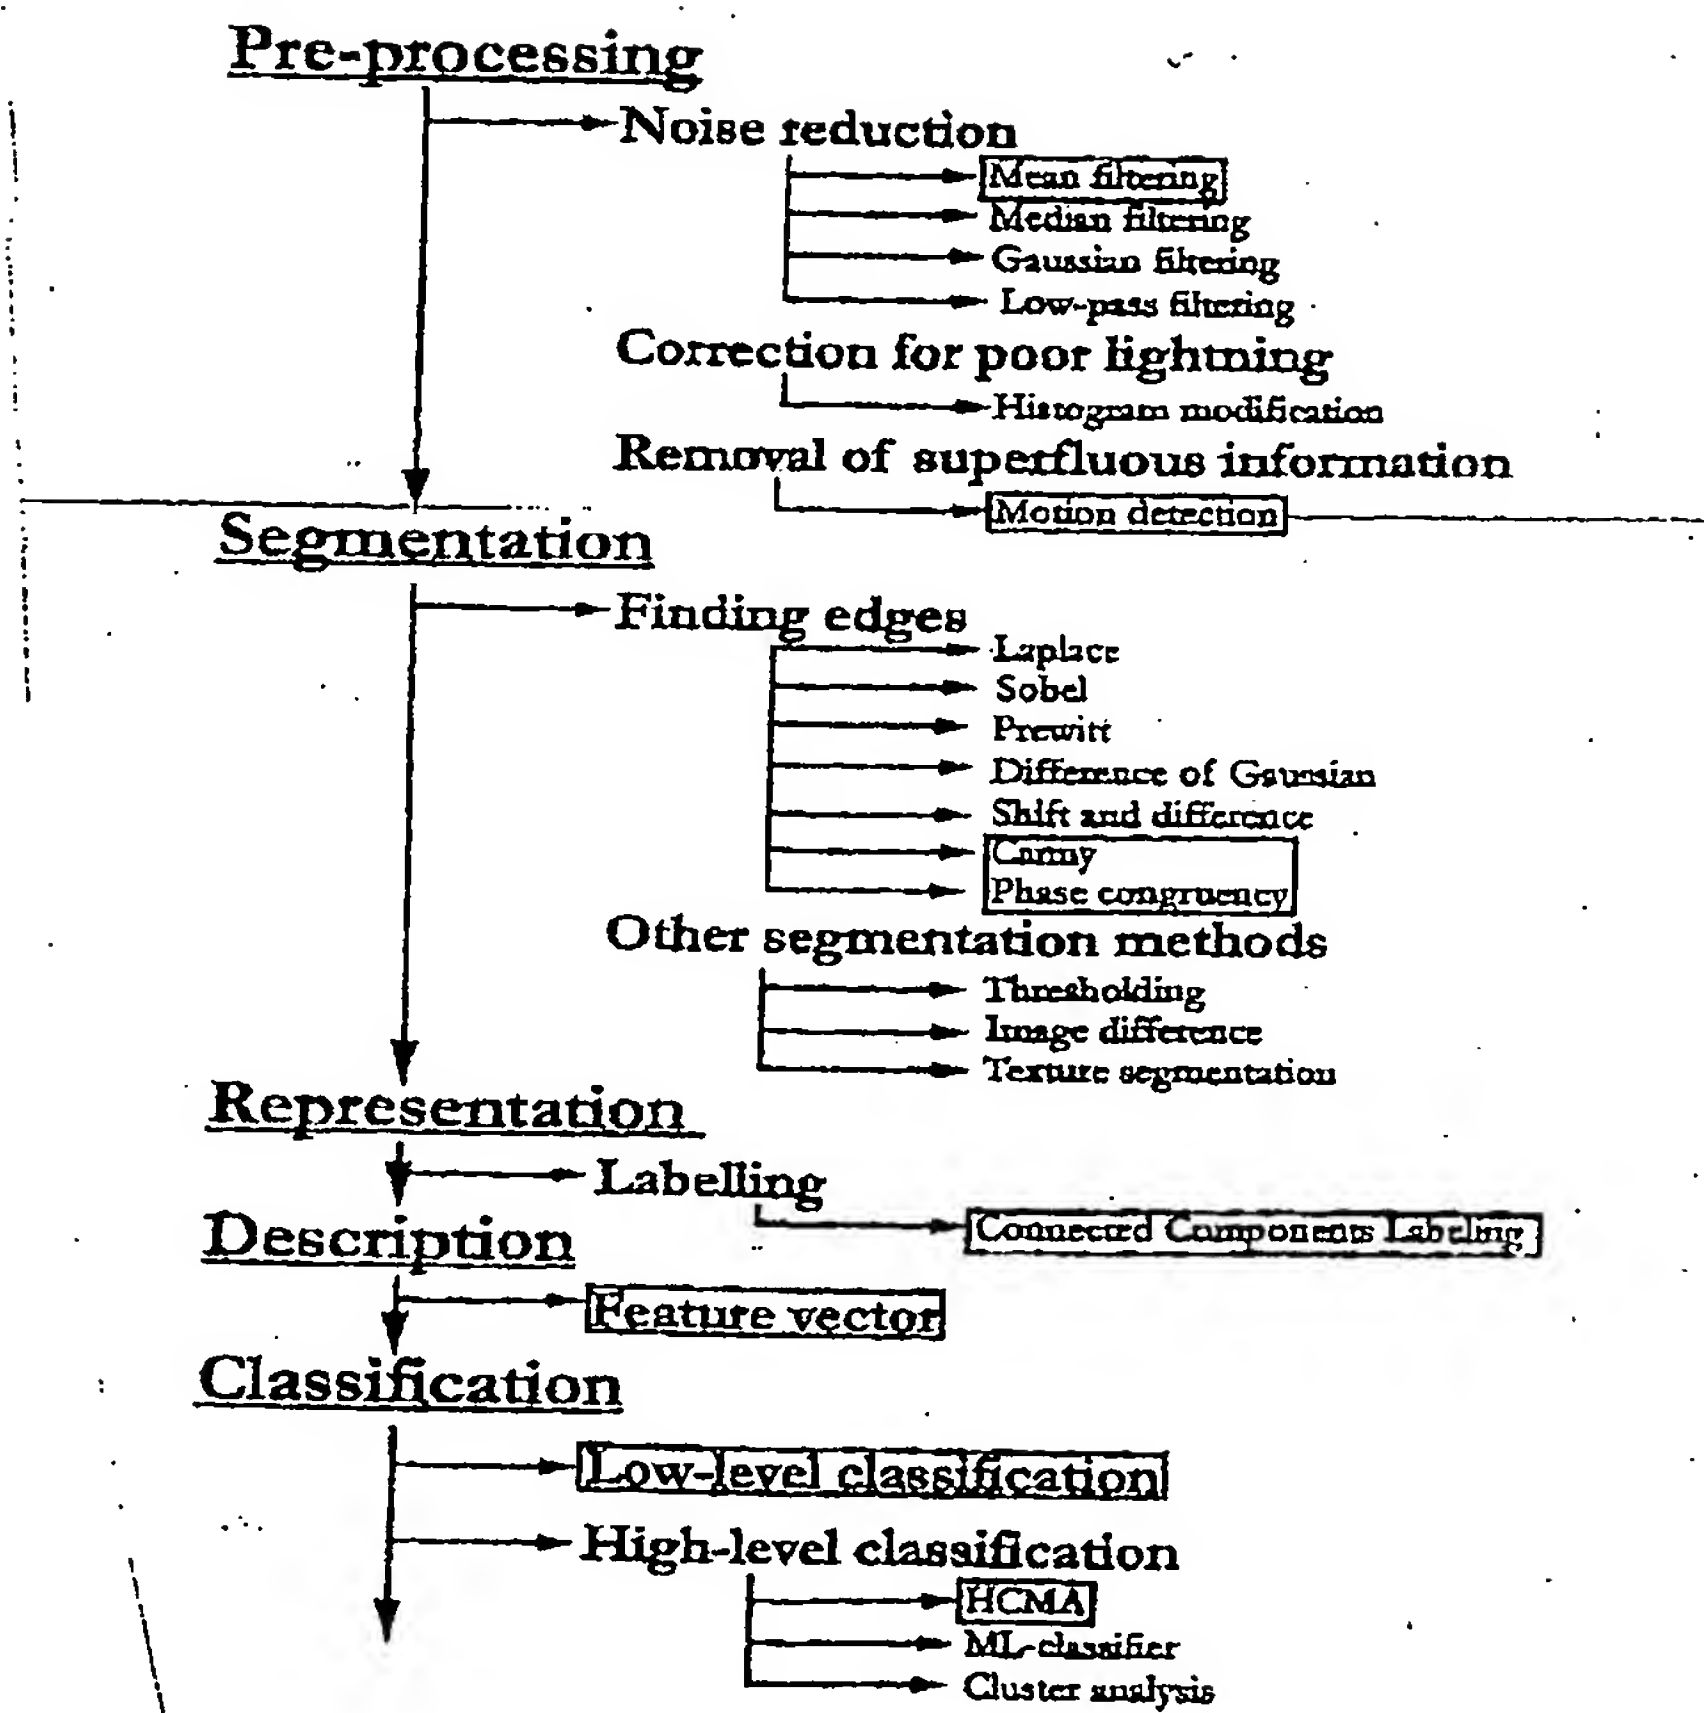 Pre-processing
Noise reduction
Mean filtering
Median filtering
Gaussian filtering
Low-pass filtering
Correction for poor lightning
Histogram modification
Removal of superfluous information
Motion detection
Segmentation
Finding edges
Laplace
Sobel
Prewitt
Difference of Gaussian
Shift and difference
Canny
Phase congruency
Other segmentation methods
Thresholding
Image difference
Texture segmentation
Representation
Labelling
Connected Components Labeling
Description
Feature vector
Classification
Low-level classification
High-level classification
HCMA
ML-classifier
Cluster analysis